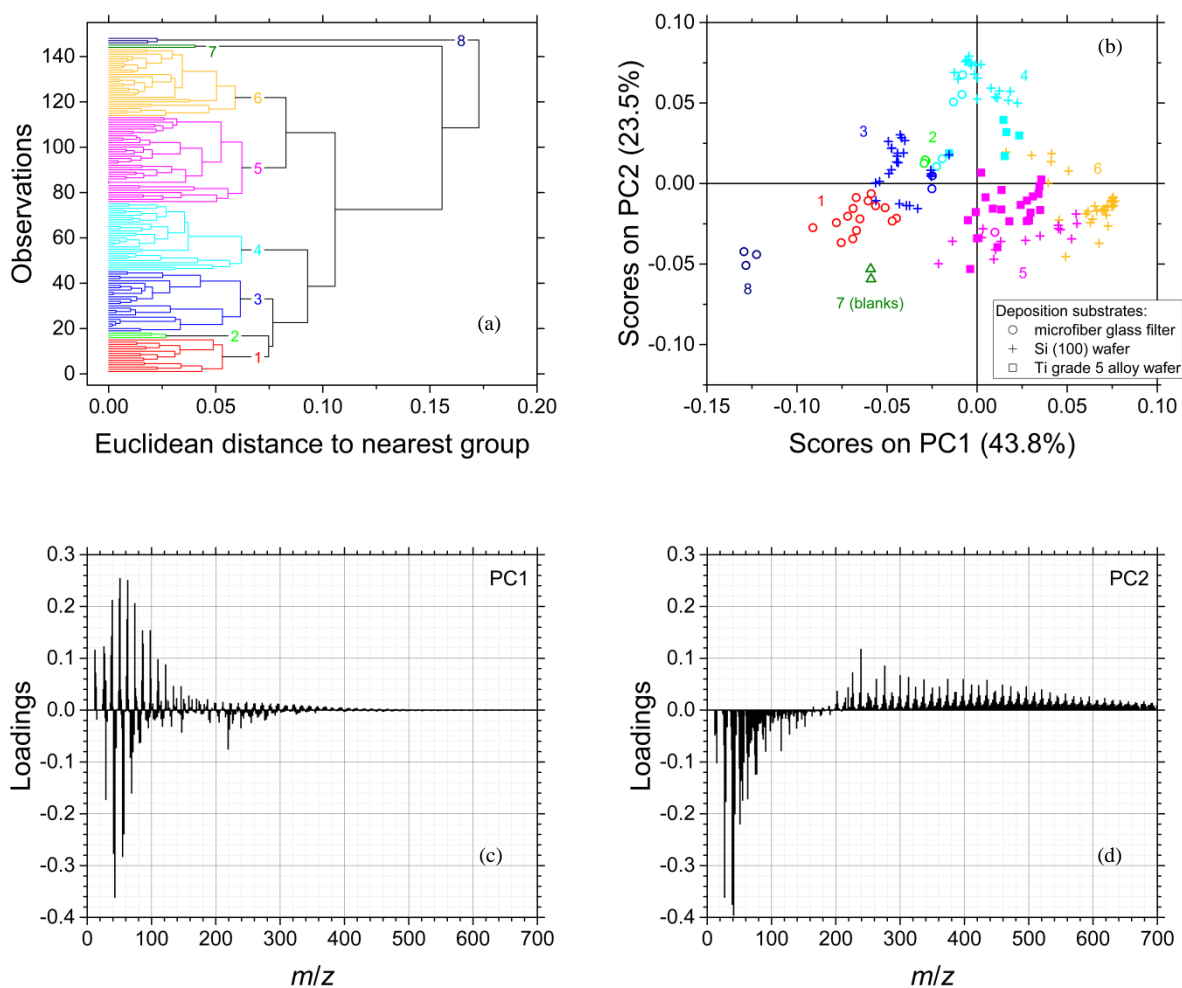 Observations
140
120
100
80
60
40
20
0
8
7
6
5
4
3
2
1
(a)
0.00 0.05 0.10 0.15 0.20
Euclidean distance to nearest group
Scores on PC2 (23.5%)
0.10
0.05
0.00
-0.05
-0.10
(b)
4
3
2
6
1
5
8
7 (blanks)
Deposition substrates:
microfiber glass filter
Si (100) wafer
Ti grade 5 alloy wafer
-0.15 -0.10 -0.05 0.00 0.05 0.10
Scores on PC1 (43.8%)
Loadings
0.3
0.2
0.1
0.0
-0.1
-0.2
-0.3
-0.4
PC1
(c)
0 100 200 300 400 500 600 700
m/z
Loadings
0.3
0.2
0.1
0.0
-0.1
-0.2
-0.3
-0.4
PC2
(d)
0 100 200 300 400 500 600 700
m/z